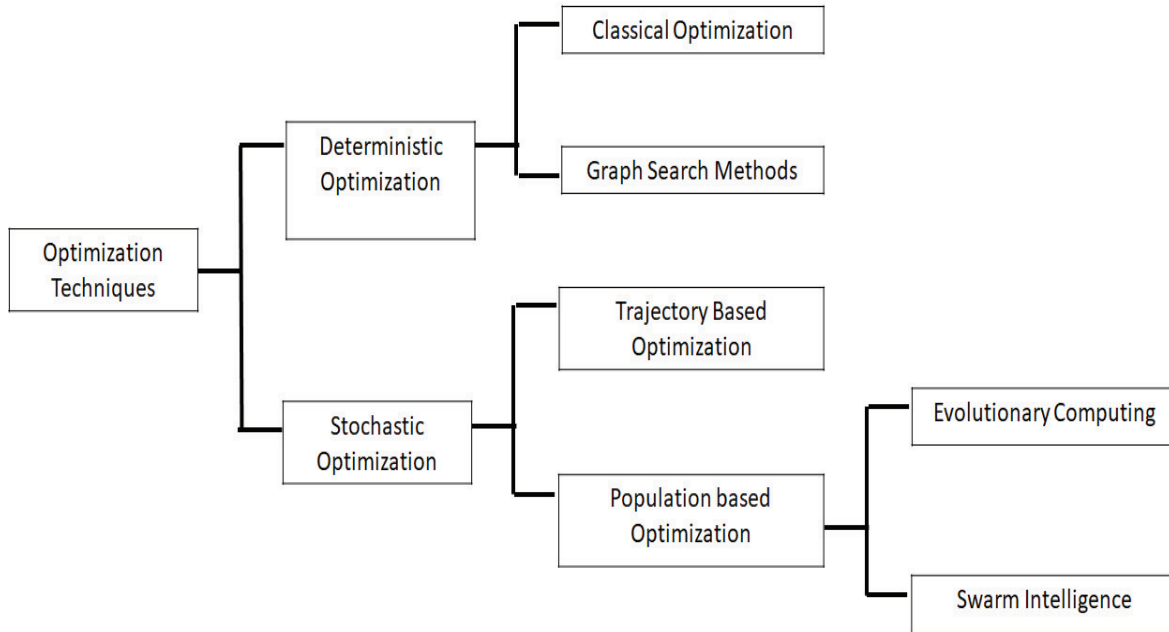 Classical Optimization
Deterministic
Optimization
Graph Search Methods
Optimization
Techniques
Trajectory Based
Optimization
Stochastic
Optimization
Evolutionary Computing
Population based
Optimization
Swarm Intelligence